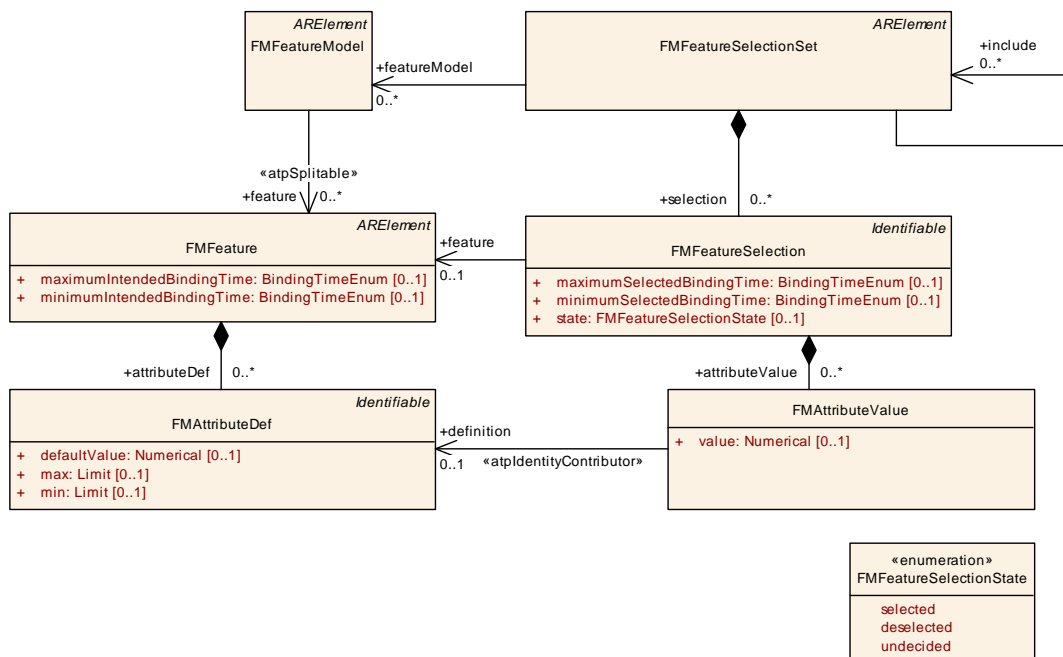 ARElement
FMFeatureModel
ARElement
FMFeatureSelectionSet
+include
0..*
+featureModel
0..*
«atpSplitable»
+feature 0..*
+selection 0..*
ARElement
FMFeature
+ maximumIntendedBindingTime: BindingTimeEnum [0..1]
+ minimumIntendedBindingTime: BindingTimeEnum [0..1]
+feature
0..1
Identifiable
FMFeatureSelection
+ maximumSelectedBindingTime: BindingTimeEnum [0..1]
+ minimumSelectedBindingTime: BindingTimeEnum [0..1]
+ state: FMFeatureSelectionState [0..1]
+attributeDef 0..*
+attributeValue 0..*
Identifiable
FMAttributeDef
+ defaultValue: Numerical [0..1]
+ max: Limit [0..1]
+ min: Limit [0..1]
+definition
0..1
«atpIdentityContributor»
FMAttributeValue
+ value: Numerical [0..1]
«enumeration»
FMFeatureSelectionState
selected
deselected
undecided